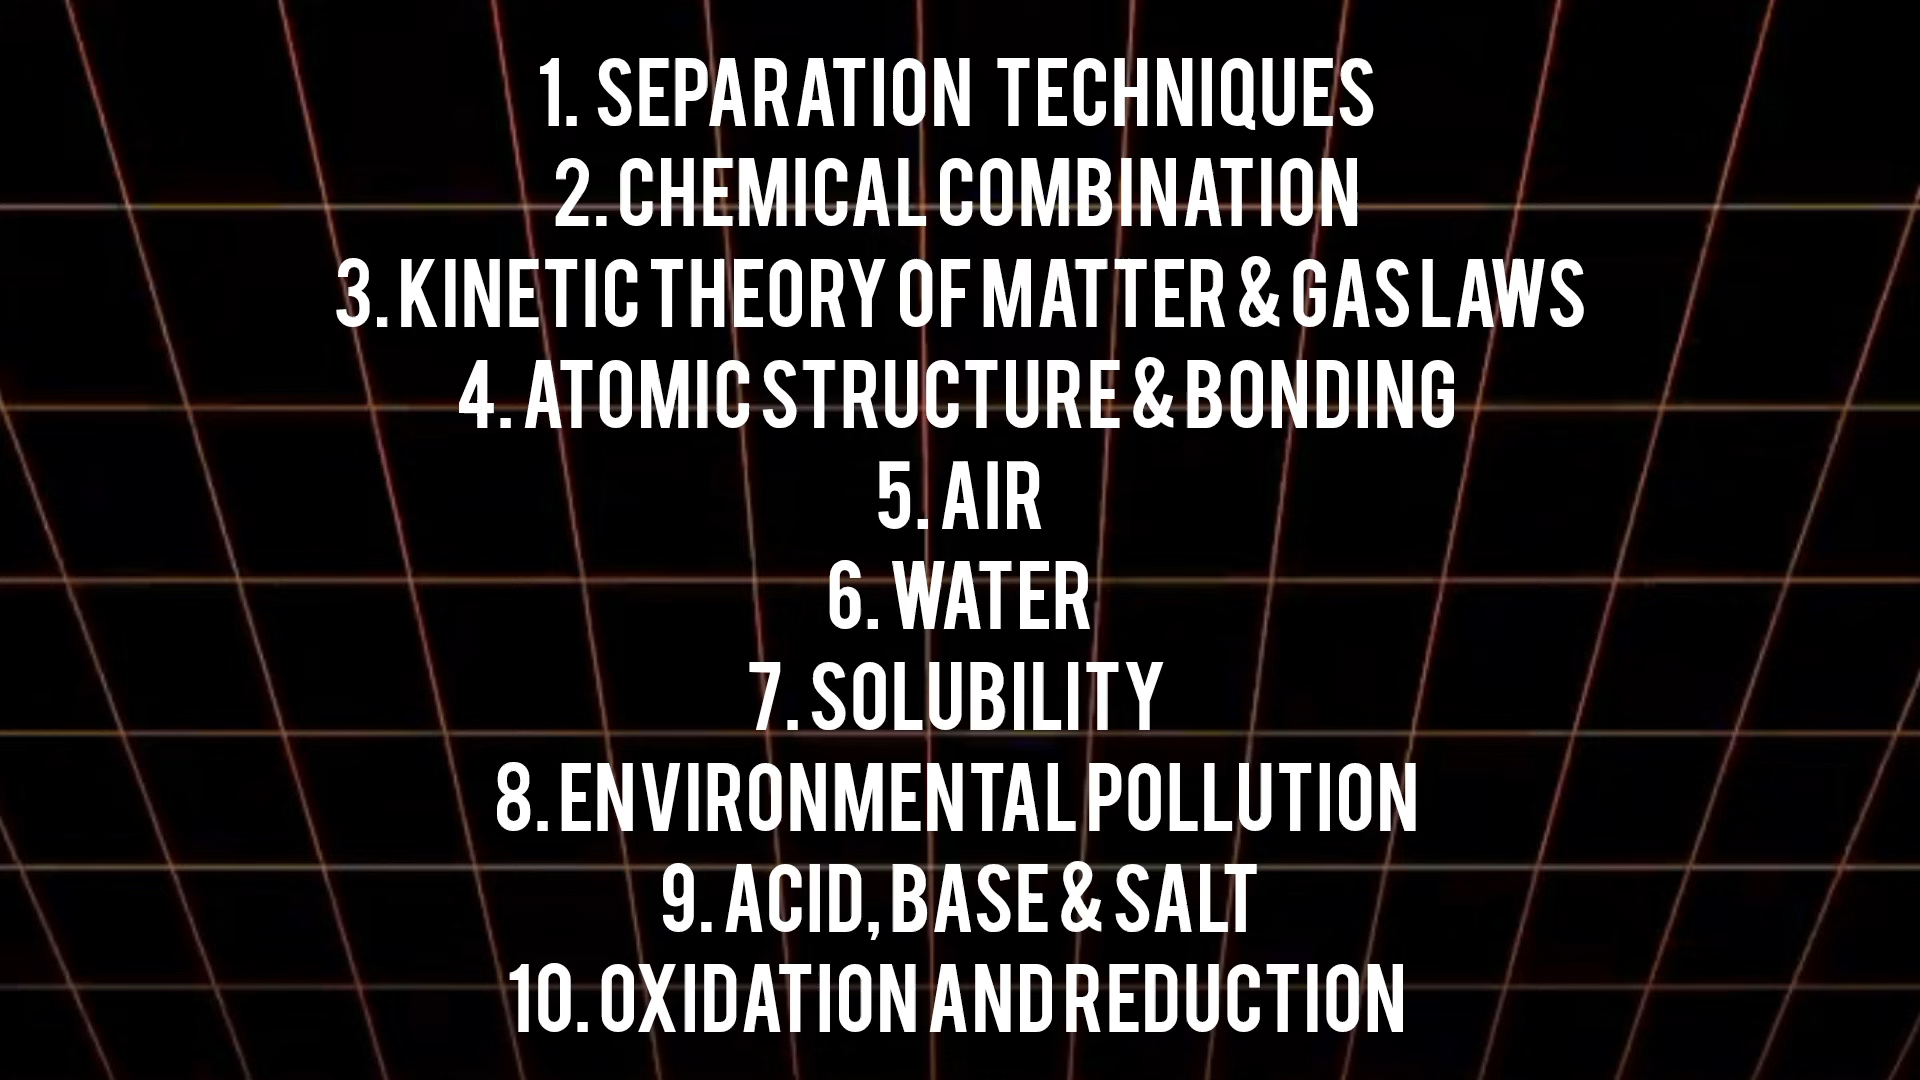 1. SEPARATION TECHNIQUES
2. CHEMICAL COMBINATION
3. KINETIC THEORY OF MATTER & GAS LAWS
4. ATOMIC STRUCTURE & BONDING
5. AIR
6. WATER
7. SOLUBILITY
8. ENVIRONMENTAL POLLUTION
9. ACID, BASE & SALT
10. OXIDATION AND REDUCTION